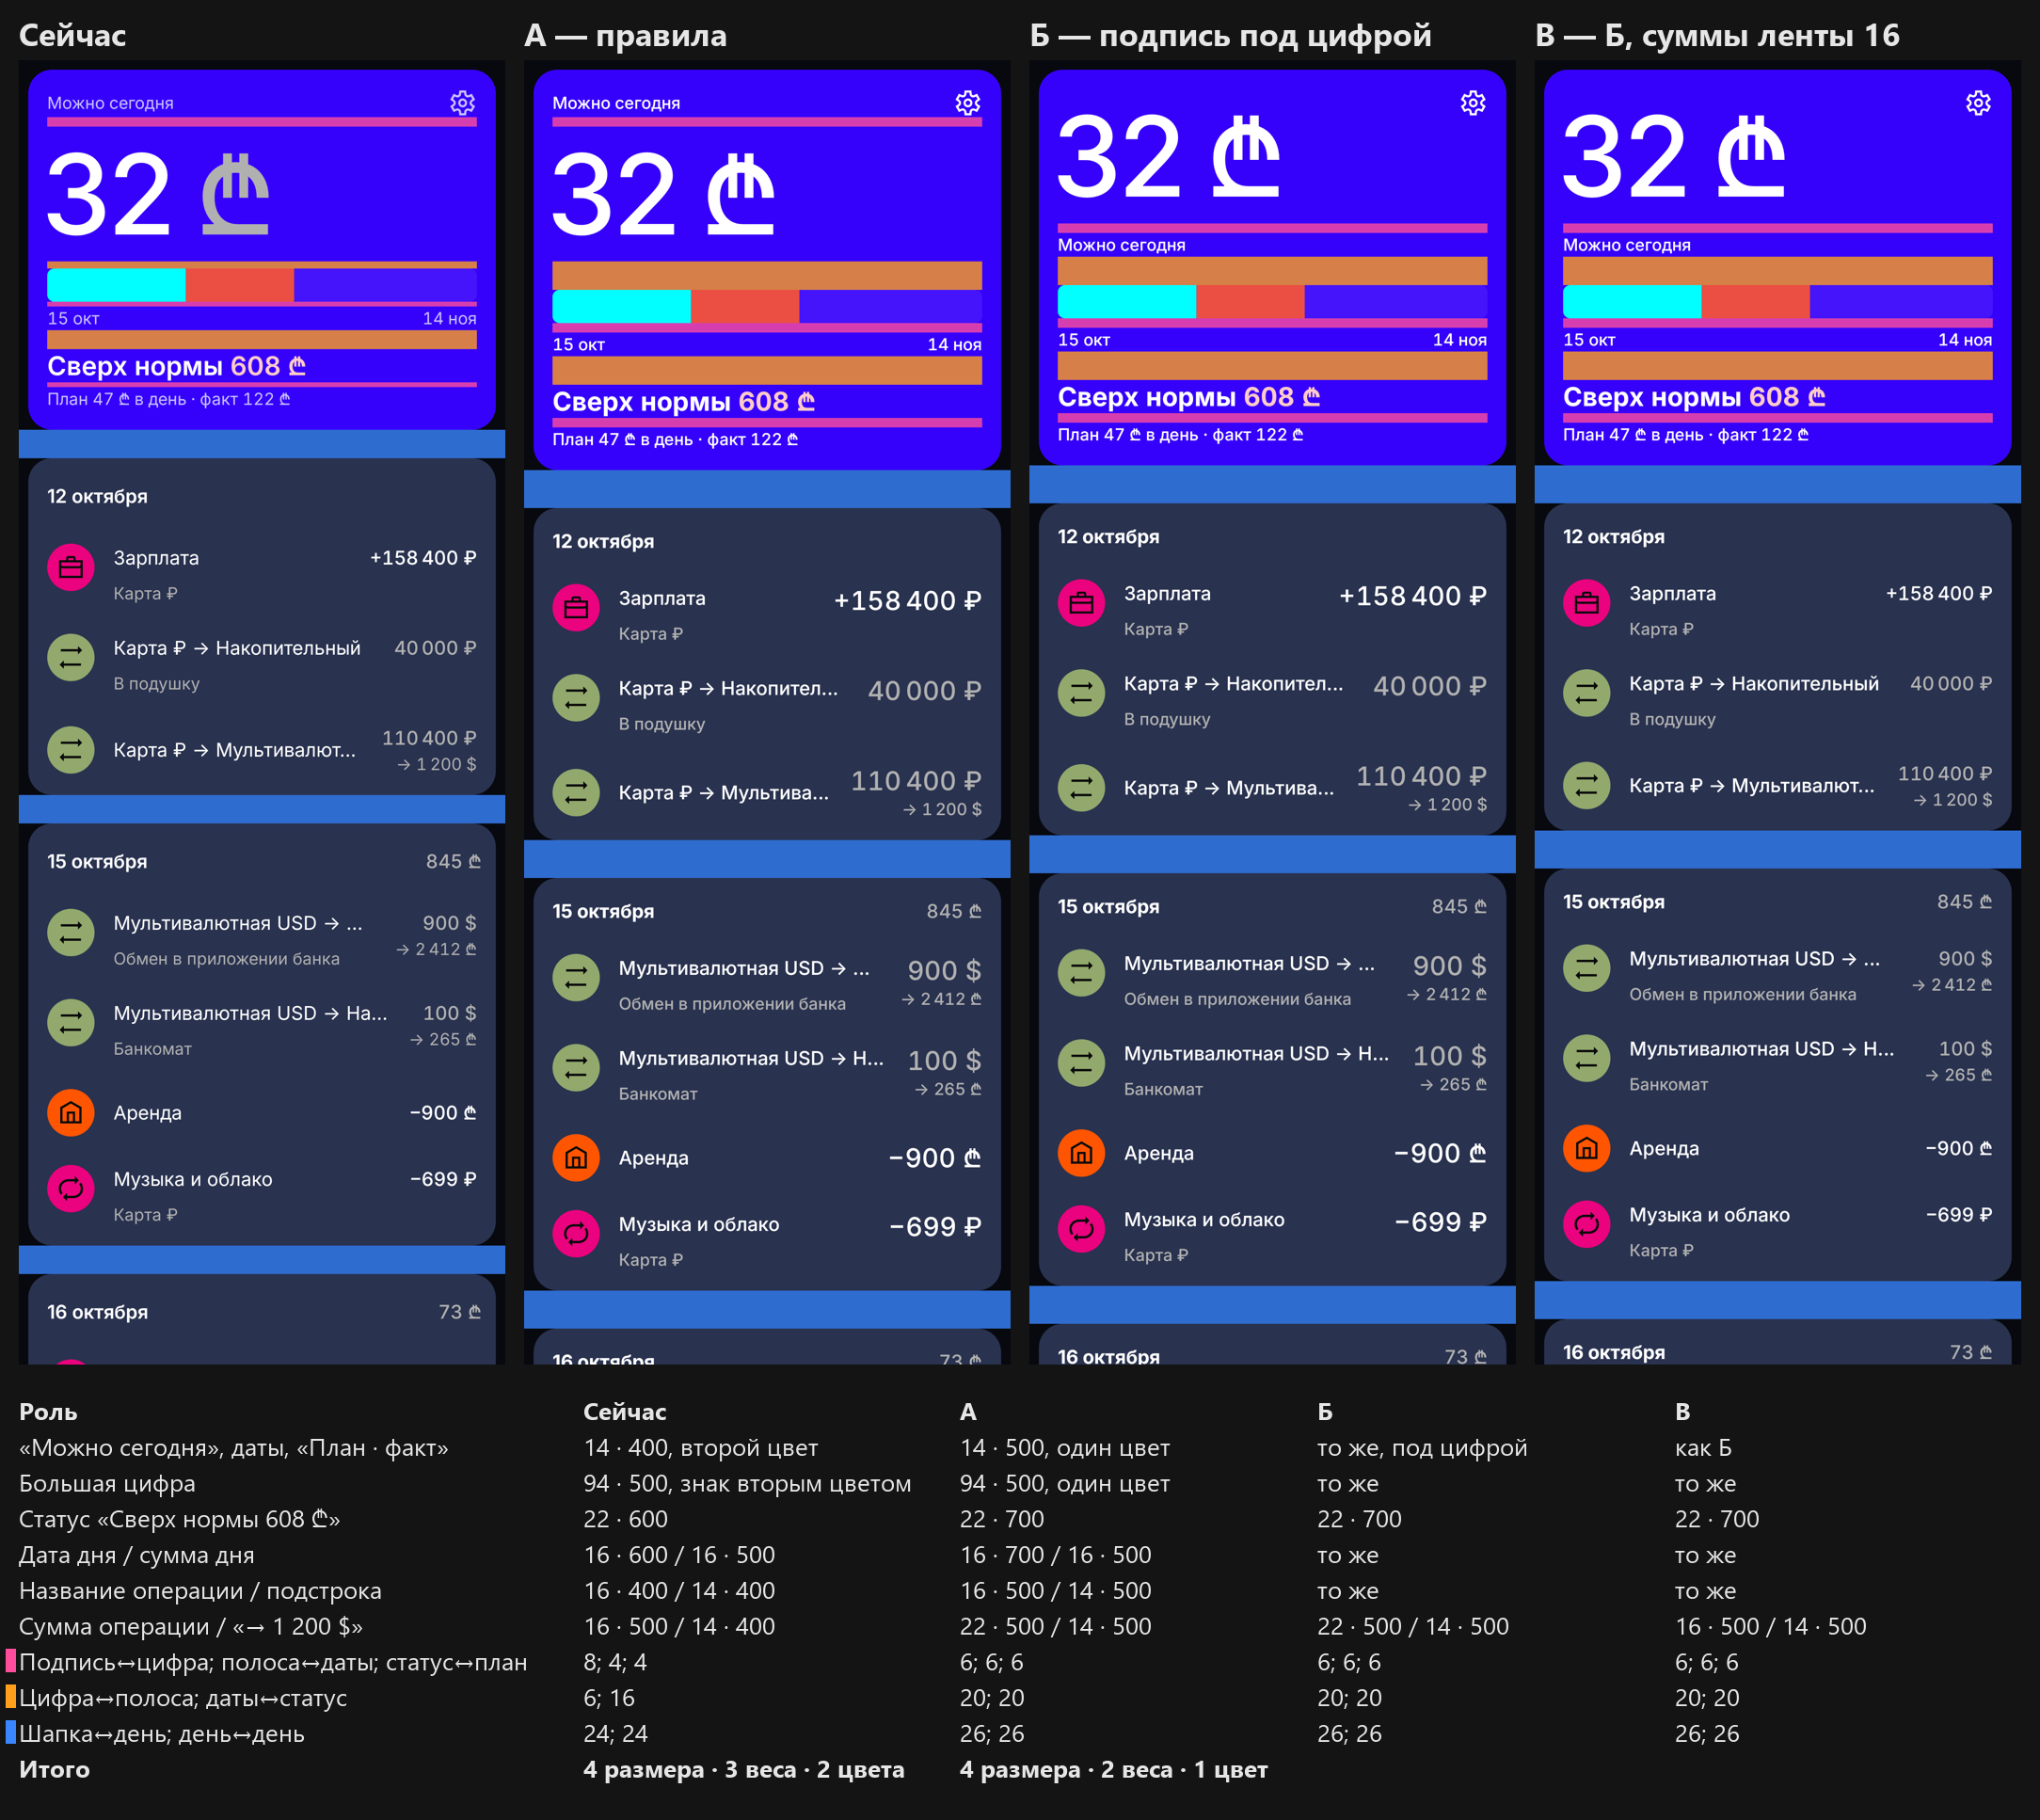 Сейчас
Можно сегодня
32 ₾
15 окт 14 ноя
Сверх нормы 608 ₾
План 47 ₾ в день · факт 122 ₾
12 октября
Зарплата +158 400 ₽
Карта ₽
Карта ₽ → Накопительный 40 000 ₽
В подушку
Карта ₽ → Мультивалют... 110 400 ₽
→ 1 200 $
15 октября 845 ₾
Мультивалютная USD → ... 900 $
Обмен в приложении банка → 2 412 ₾
Мультивалютная USD → На... 100 $
Банкомат → 265 ₾
Аренда −900 ₾
Музыка и облако −699 ₽
Карта ₽
16 октября 73 ₾
А — правила
Можно сегодня
32 ₾
15 окт 14 ноя
Сверх нормы 608 ₾
План 47 ₾ в день · факт 122 ₾
12 октября
Зарплата +158 400 ₽
Карта ₽
Карта ₽ → Накопител... 40 000 ₽
В подушку
Карта ₽ → Мультива... 110 400 ₽
→ 1 200 $
15 октября 845 ₾
Мультивалютная USD → ... 900 $
Обмен в приложении банка → 2 412 ₾
Мультивалютная USD → Н... 100 $
Банкомат → 265 ₾
Аренда −900 ₾
Музыка и облако −699 ₽
Карта ₽
16 октября 73 ₾
Б — подпись под цифрой
32 ₾
Можно сегодня
15 окт 14 ноя
Сверх нормы 608 ₾
План 47 ₾ в день · факт 122 ₾
12 октября
Зарплата +158 400 ₽
Карта ₽
Карта ₽ → Накопител... 40 000 ₽
В подушку
Карта ₽ → Мультива... 110 400 ₽
→ 1 200 $
15 октября 845 ₾
Мультивалютная USD → ... 900 $
Обмен в приложении банка → 2 412 ₾
Мультивалютная USD → Н... 100 $
Банкомат → 265 ₾
Аренда −900 ₾
Музыка и облако −699 ₽
Карта ₽
16 октября 73 ₾
В — Б, суммы ленты 16
32 ₾
Можно сегодня
15 окт 14 ноя
Сверх нормы 608 ₾
План 47 ₾ в день · факт 122 ₾
12 октября
Зарплата +158 400 ₽
Карта ₽
Карта ₽ → Накопительный 40 000 ₽
В подушку
Карта ₽ → Мультивалют... 110 400 ₽
→ 1 200 $
15 октября 845 ₾
Мультивалютная USD → ... 900 $
Обмен в приложении банка → 2 412 ₾
Мультивалютная USD → Н... 100 $
Банкомат → 265 ₾
Аренда −900 ₾
Музыка и облако −699 ₽
Карта ₽
16 октября 73 ₾
Роль Сейчас А Б В
«Можно сегодня», даты, «План · факт» 14 · 400, второй цвет 14 · 500, один цвет то же, под цифрой как Б
Большая цифра 94 · 500, знак вторым цветом 94 · 500, один цвет то же то же
Статус «Сверх нормы 608 ₾» 22 · 600 22 · 700 22 · 700 22 · 700
Дата дня / сумма дня 16 · 600 / 16 · 500 16 · 700 / 16 · 500 то же то же
Название операции / подстрока 16 · 400 / 14 · 400 16 · 500 / 14 · 500 то же то же
Сумма операции / «→ 1 200 $» 16 · 500 / 14 · 400 22 · 500 / 14 · 500 22 · 500 / 14 · 500 16 · 500 / 14 · 500
Подпись↔цифра; полоса↔даты; статус↔план 8; 4; 4 6; 6; 6 6; 6; 6 6; 6; 6
Цифра↔полоса; даты↔статус 6; 16 20; 20 20; 20 20; 20
Шапка↔день; день↔день 24; 24 26; 26 26; 26 26; 26
Итого 4 размера · 3 веса · 2 цвета 4 размера · 2 веса · 1 цвет